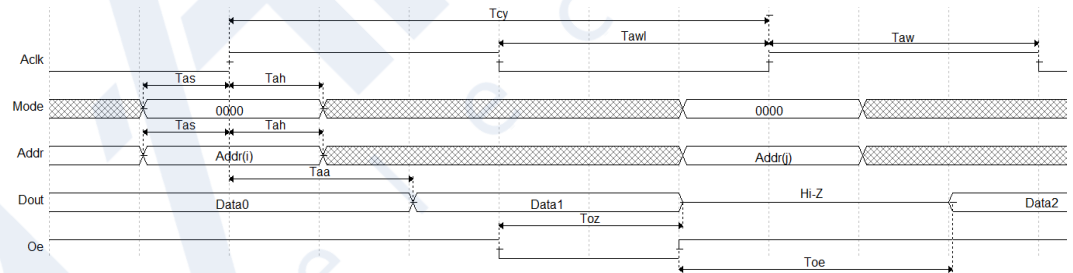 Tcy
Tawl Taw
Aclk
Tas Tah
Mode 0000 0000
Tas Tah
Addr Addr(i) Addr(j)
Taa
Dout Data0 Data1 Hi-Z Data2
Toz
Oe
Toe